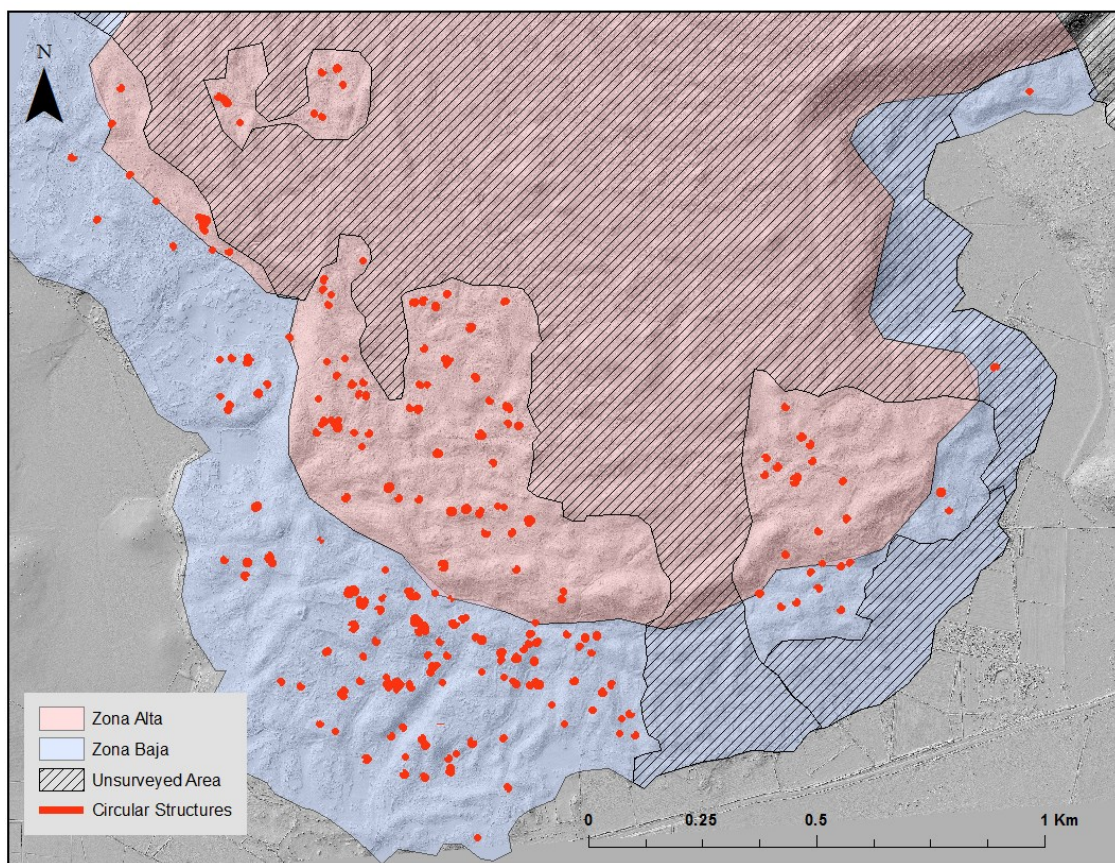 N
Zona Alta
Zona Baja
Unsurveyed Area
Circular Structures
0 0.25 0.5 1 Km